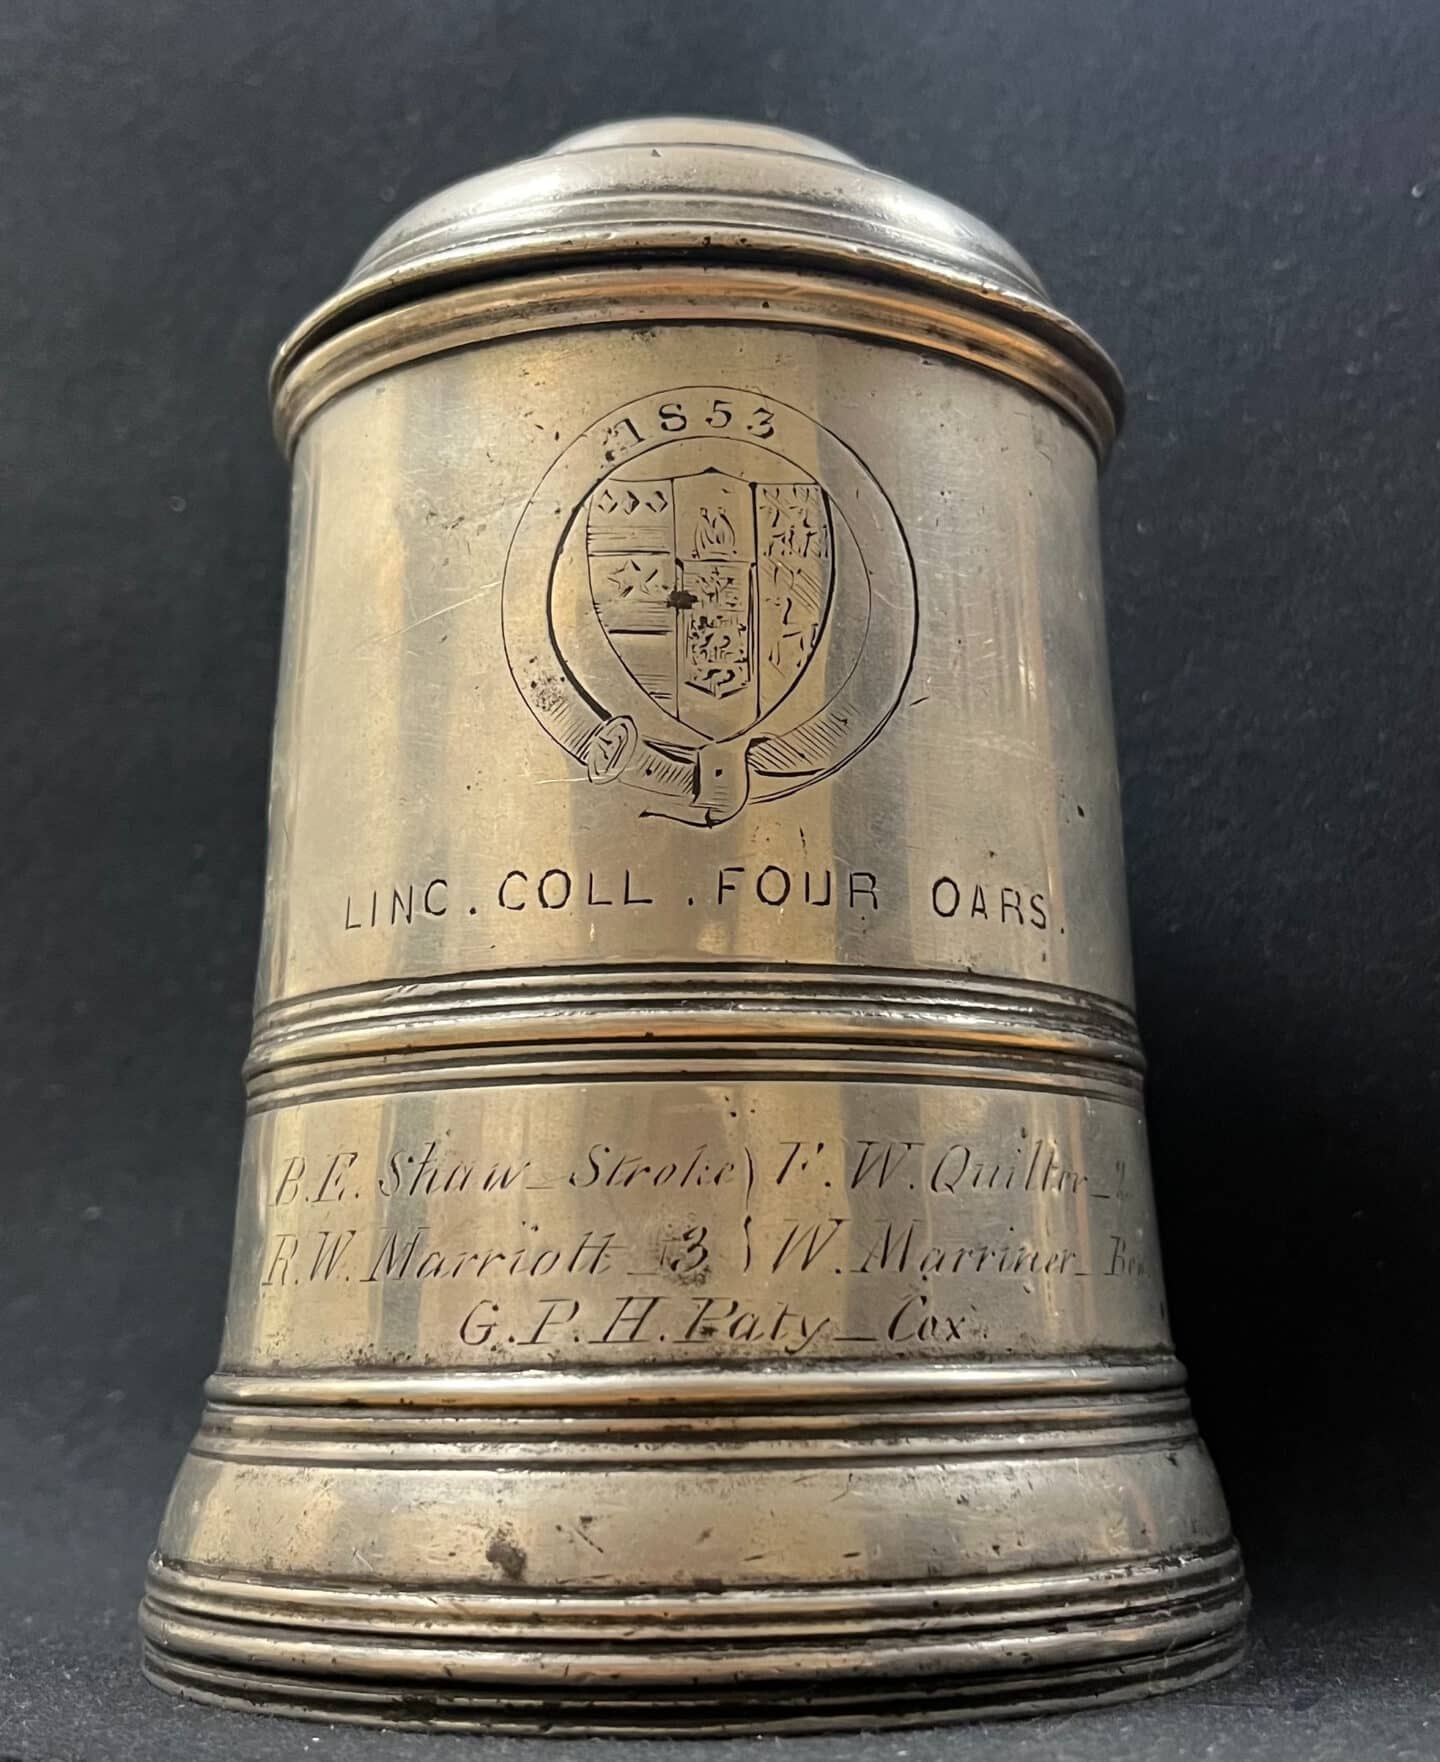 1853
LINC. COLL. FOUR OARS.
B.E. Shaw_Stroke) F.W. Quilter_2
R.W. Marriott_3 ) W. Marriner_Bow
G.P.H. Paty_Cox.